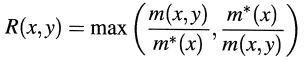 R(x,y) = max ( m(x,y) / m*(x) , m*(x) / m(x,y) )